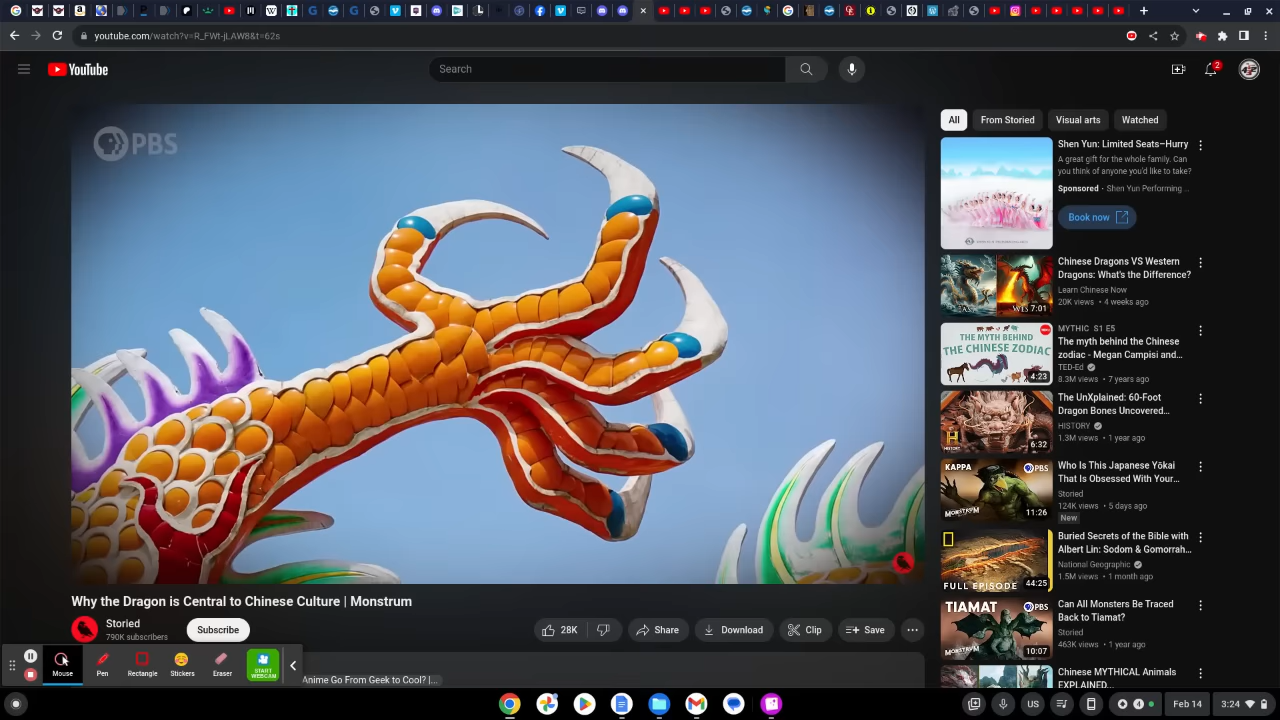 youtube.com/watch?v=R_FWt-jLAW8&t=62s
YouTube
Search
2
PBS
Why the Dragon is Central to Chinese Culture | Monstrum
Storied
790K subscribers
Subscribe
28K
Share
Download
Clip
Save
All
From Storied
Visual arts
Watched
Shen Yun: Limited Seats–Hurry
A great gift for the whole family. Can
you think of anyone you'd like to take?
Sponsored · Shen Yun Performing ...
Book now
7:01
Chinese Dragons VS Western
Dragons: What's the Difference?
Learn Chinese Now
20K views • 4 weeks ago
THE MYTH BEHIND
THE CHINESE ZODIAC
4:23
MYTHIC S1 E5
The myth behind the Chinese
zodiac - Megan Campisi and…
TED-Ed
8.3M views • 7 years ago
HISTORY
6:32
The UnXplained: 60-Foot
Dragon Bones Uncovered…
HISTORY
1.3M views • 1 year ago
KAPPA
PBS
MONSTRUM
11:26
Who Is This Japanese Yōkai
That Is Obsessed With Your…
Storied
124K views • 5 days ago
New
FULL EPISODE
44:25
Buried Secrets of the Bible with
Albert Lin: Sodom & Gomorrah…
National Geographic
1.5M views • 1 month ago
TIAMAT
PBS
MONSTRUM
10:07
Can All Monsters Be Traced
Back to Tiamat?
Storied
463K views • 1 year ago
Chinese MYTHICAL Animals
EXPLAINED…
Mouse
Pen
Rectangle
Stickers
Eraser
START
WEBCAM
Anime Go From Geek to Cool? |...
US
4
Feb 14
3:24